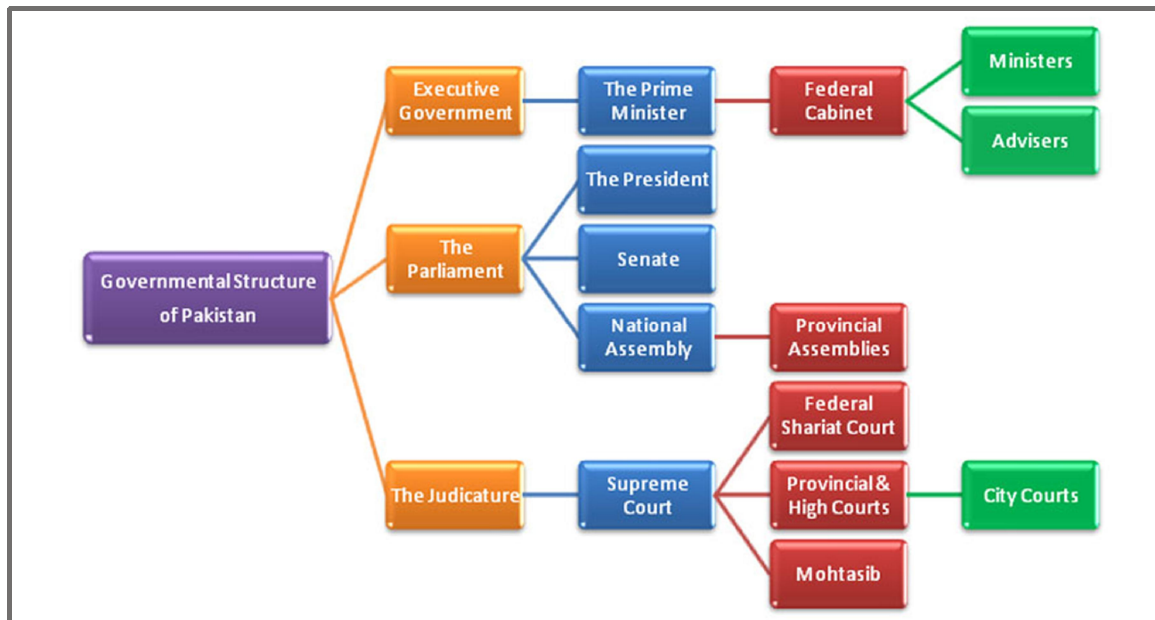 Governmental Structure
of Pakistan
Executive
Government
The Prime
Minister
Federal
Cabinet
Ministers
Advisers
The
Parliament
The President
Senate
National
Assembly
Provincial
Assemblies
The Judicature
Supreme
Court
Federal
Shariat Court
Provincial &
High Courts
City Courts
Mohtasib